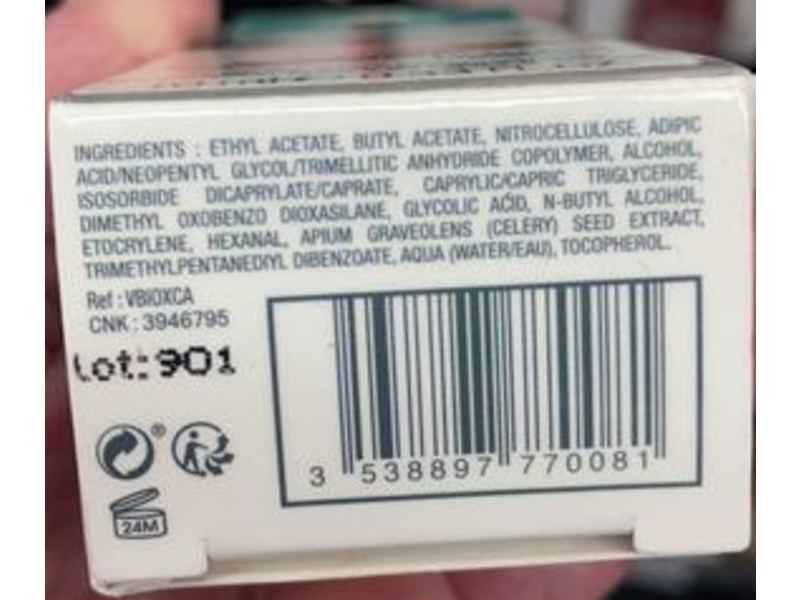 INGREDIENTS : ETHYL ACETATE, BUTYL ACETATE, NITROCELLULOSE, ADIPIC
ACID/NEOPENTYL GLYCOL/TRIMELLITIC ANHYDRIDE COPOLYMER, ALCOHOL,
ISOSORBIDE DICAPRYLATE/CAPRATE, CAPRYLIC/CAPRIC TRIGLYCERIDE,
DIMETHYL OXOBENZO DIOXASILANE, GLYCOLIC ACID, N-BUTYL ALCOHOL,
ETOCRYLENE, HEXANAL, APIUM GRAVEOLENS (CELERY) SEED EXTRACT,
TRIMETHYLPENTANEDIYL DIBENZOATE, AQUA (WATER/EAU), TOCOPHEROL.
Ref : VBIOXCA
CNK : 3946795
Lot: 901
®
24M
3 538897 770081